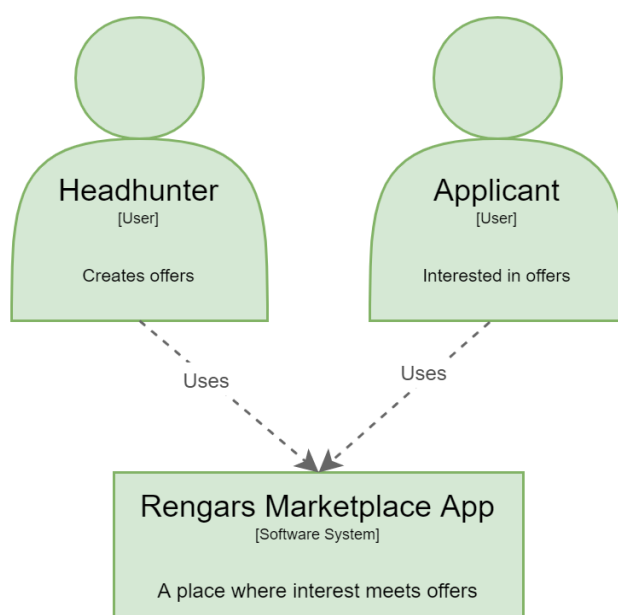 Headhunter
[User]
Creates offers
Applicant
[User]
Interested in offers
Uses
Uses
Rengars Marketplace App
[Software System]
A place where interest meets offers